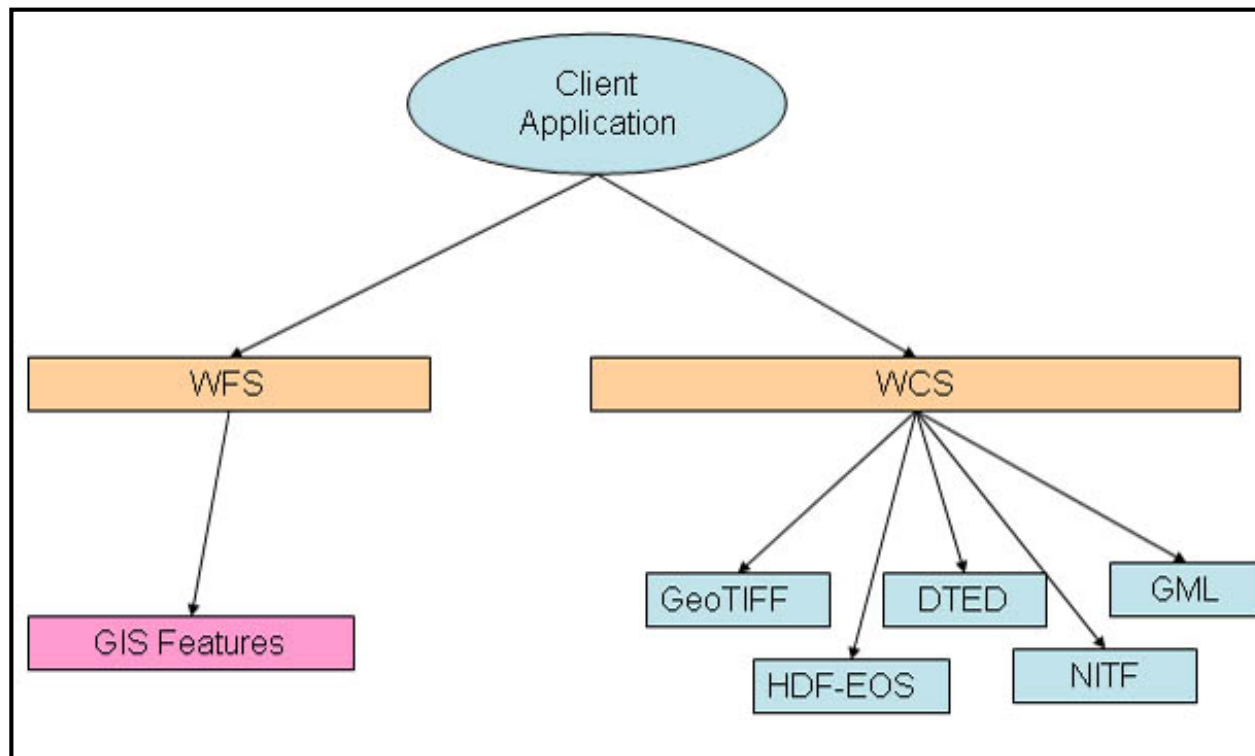 Client
Application
WFS
WCS
GeoTIFF
DTED
GML
GIS Features
HDF-EOS
NITF